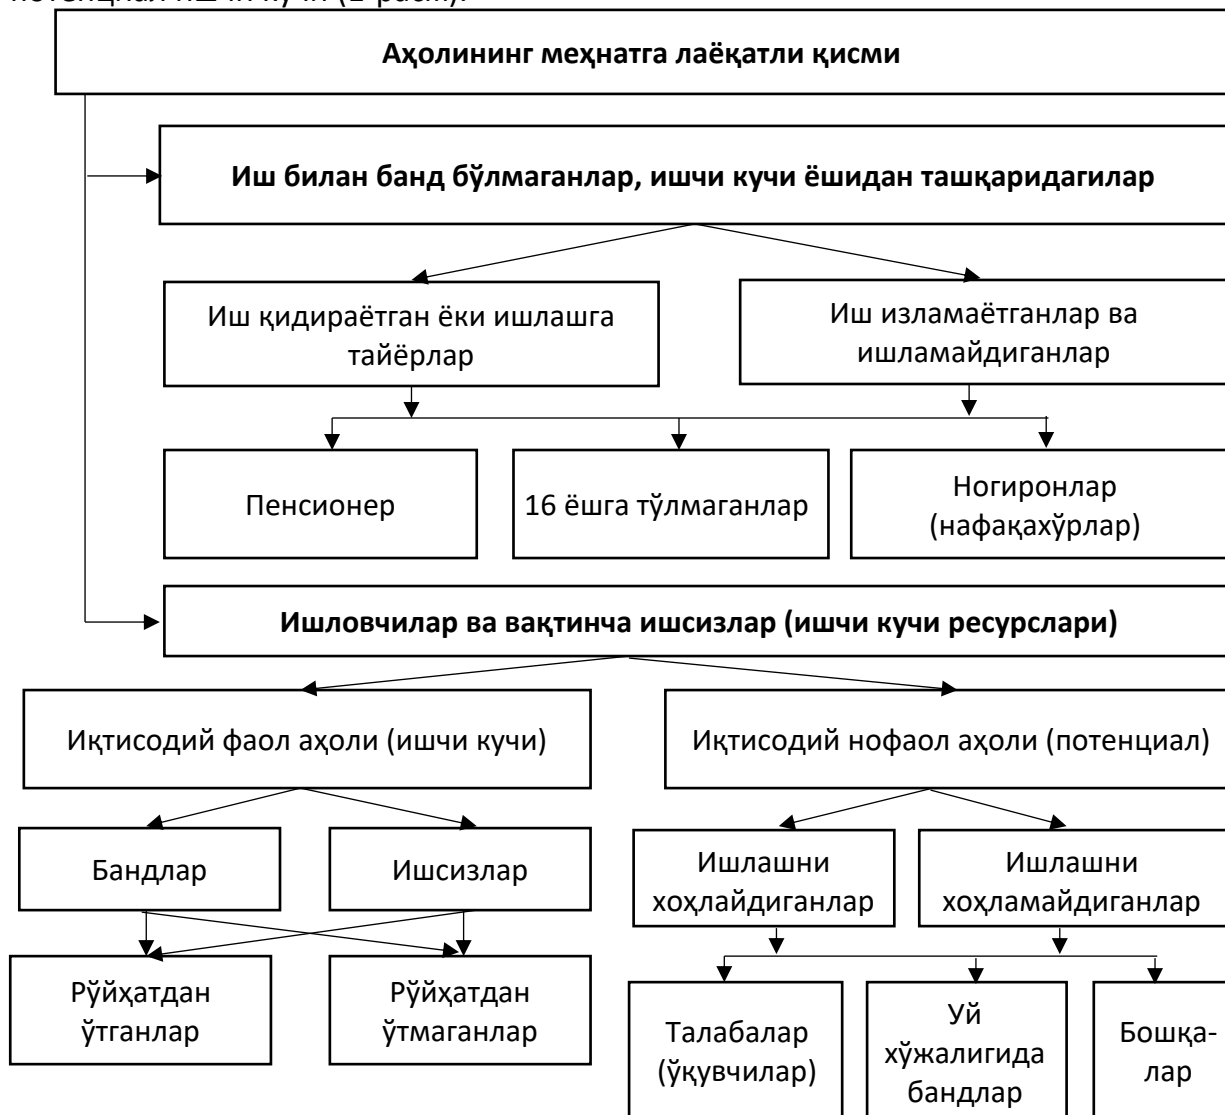 Аҳолининг меҳнатга лаёқатли қисми
Иш билан банд бўлмаганлар, ишчи кучи ёшидан ташқаридагилар
Иш қидираётган ёки ишлашга
тайёрлар
Иш изламаётганлар ва
ишламайдиганлар
Пенсионер
16 ёшга тўлмаганлар
Ногиронлар
(нафақахўрлар)
Ишловчилар ва вақтинча ишсизлар (ишчи кучи ресурслари)
Иқтисодий фаол аҳоли (ишчи кучи)
Иқтисодий нофаол аҳоли (потенциал)
Бандлар
Ишсизлар
Ишлашни
хоҳлайдиганлар
Ишлашни
хоҳламайдиганлар
Рўйҳатдан
ўтганлар
Рўйҳатдан
ўтмаганлар
Талабалар
(ўқувчилар)
Уй
хўжалигида
бандлар
Бошқа-
лар